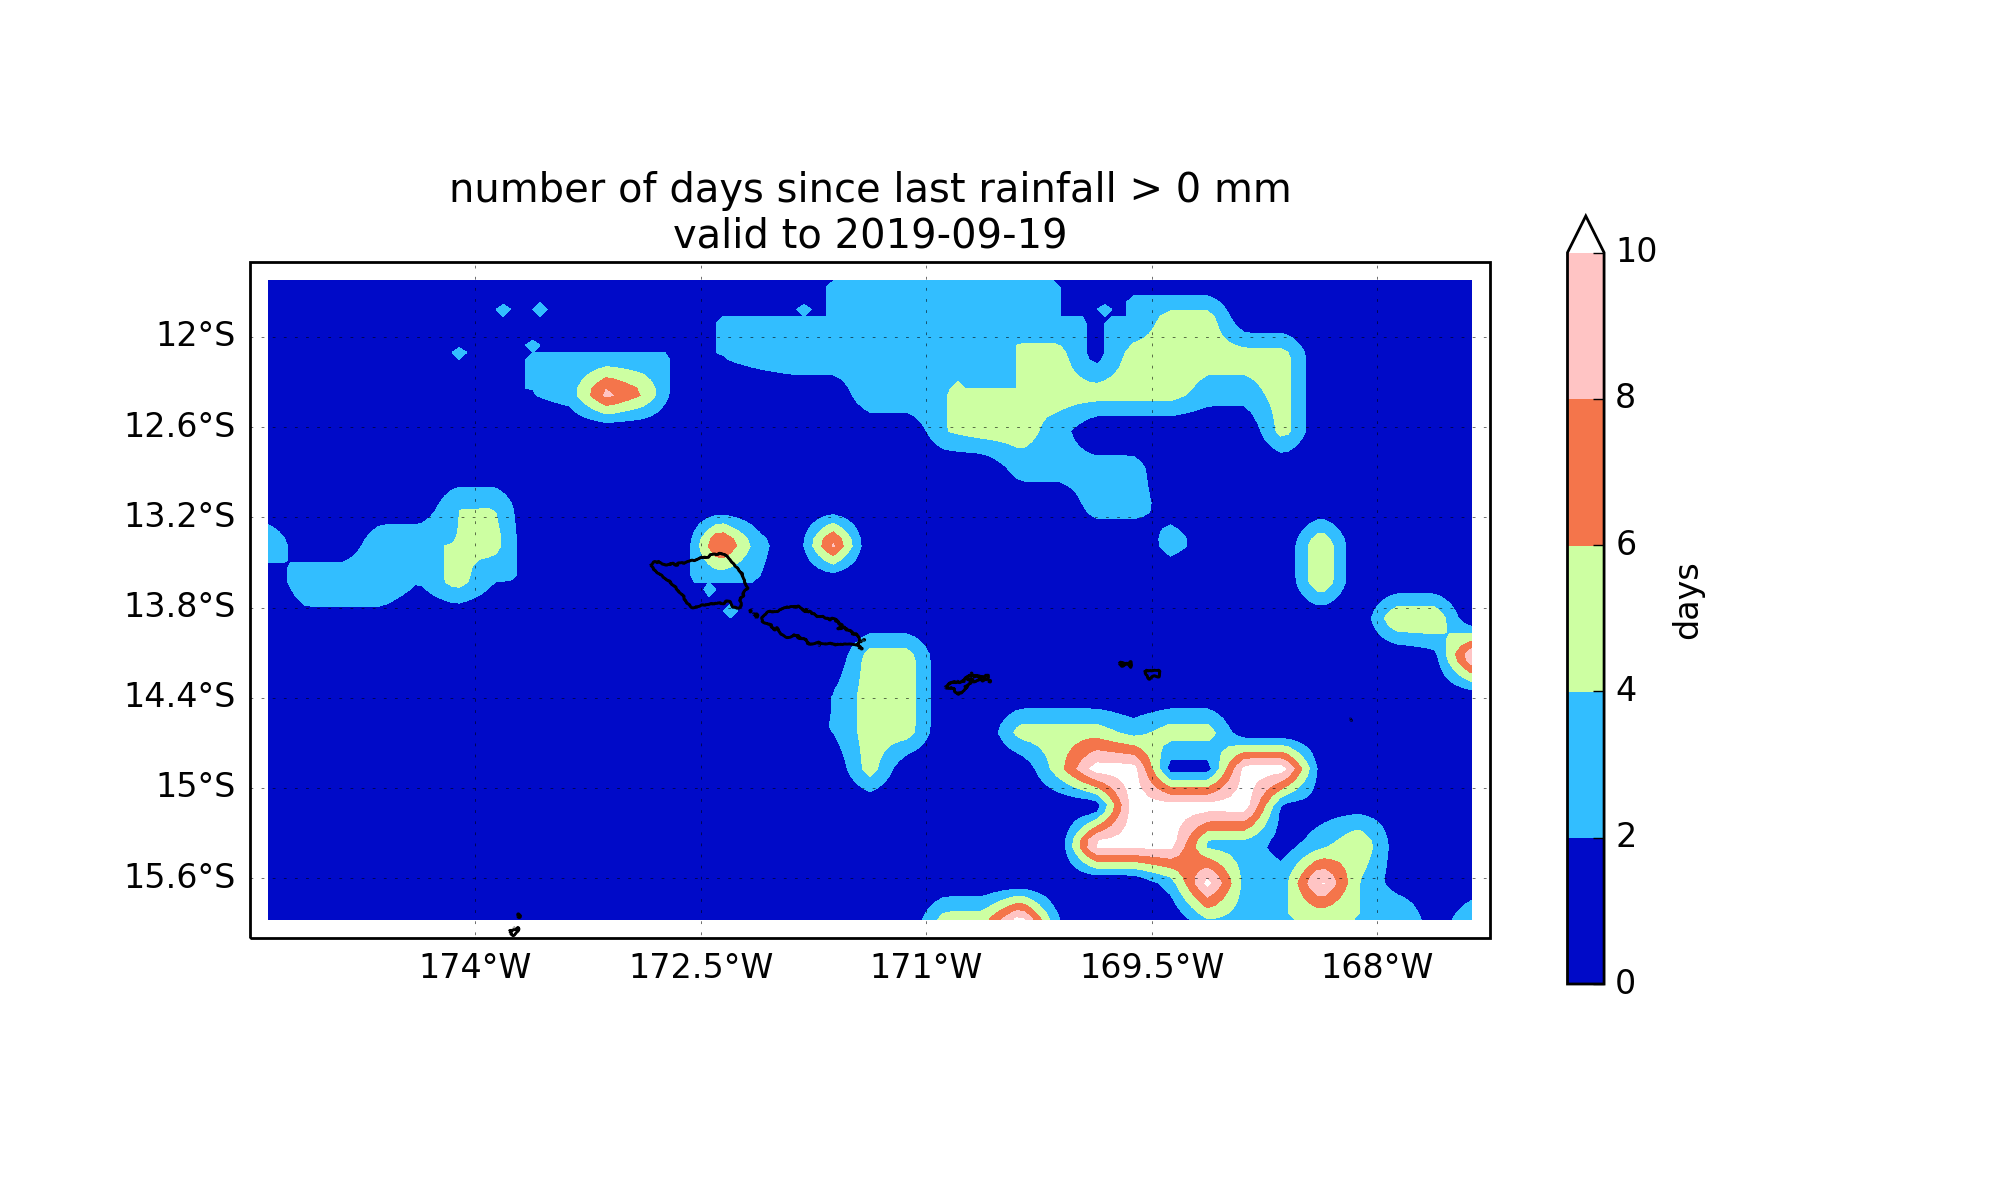 number of days since last rainfall > 0 mm
valid to 2019-09-19
12°S
12.6°S
13.2°S
13.8°S
14.4°S
15°S
15.6°S
174°W
172.5°W
171°W
169.5°W
168°W
10
8
6
4
2
0
days